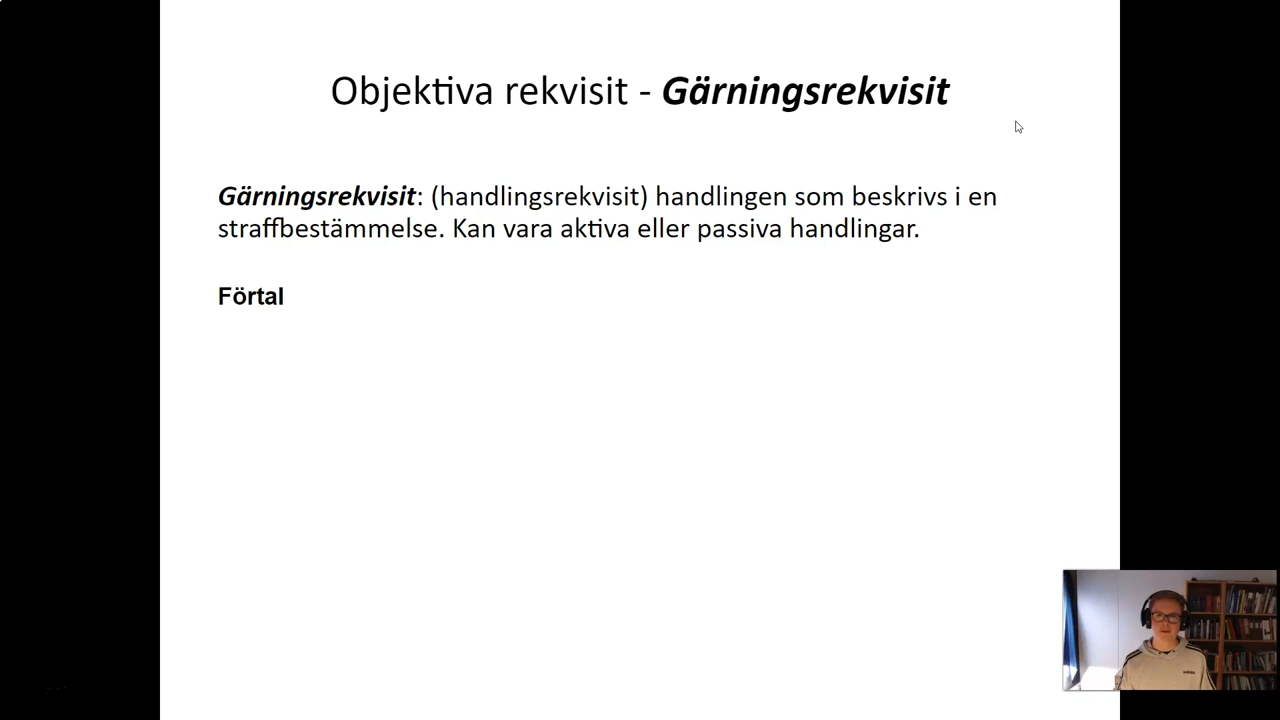 Objektiva rekvisit - Gärningsrekvisit
Gärningsrekvisit: (handlingsrekvisit) handlingen som beskrivs i en
straffbestämmelse. Kan vara aktiva eller passiva handlingar.
Förtal